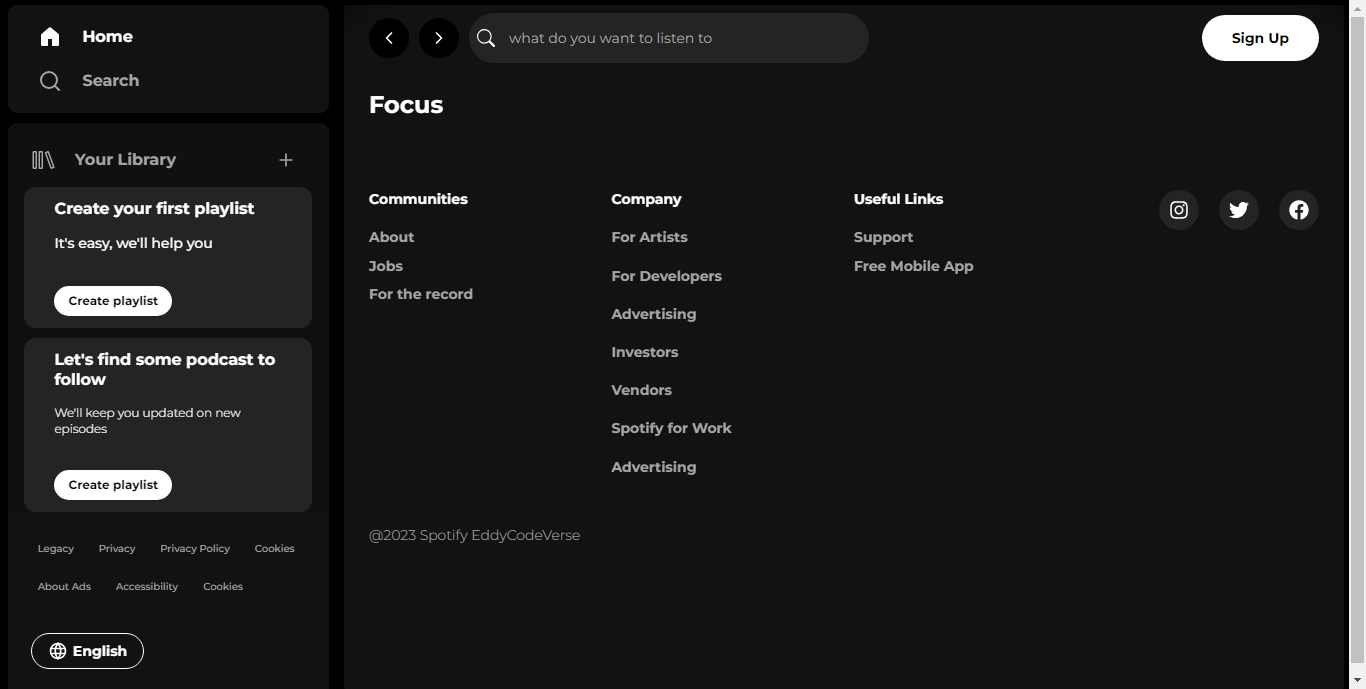 Home
Search
Your Library
Create your first playlist
It's easy, we'll help you
Create playlist
Let's find some podcast to
follow
We'll keep you updated on new
episodes
Create playlist
Legacy Privacy Privacy Policy Cookies
About Ads Accessibility Cookies
English
what do you want to listen to
Sign Up
Focus
Communities
About
Jobs
For the record
Company
For Artists
For Developers
Advertising
Investors
Vendors
Spotify for Work
Advertising
Useful Links
Support
Free Mobile App
@2023 Spotify EddyCodeVerse